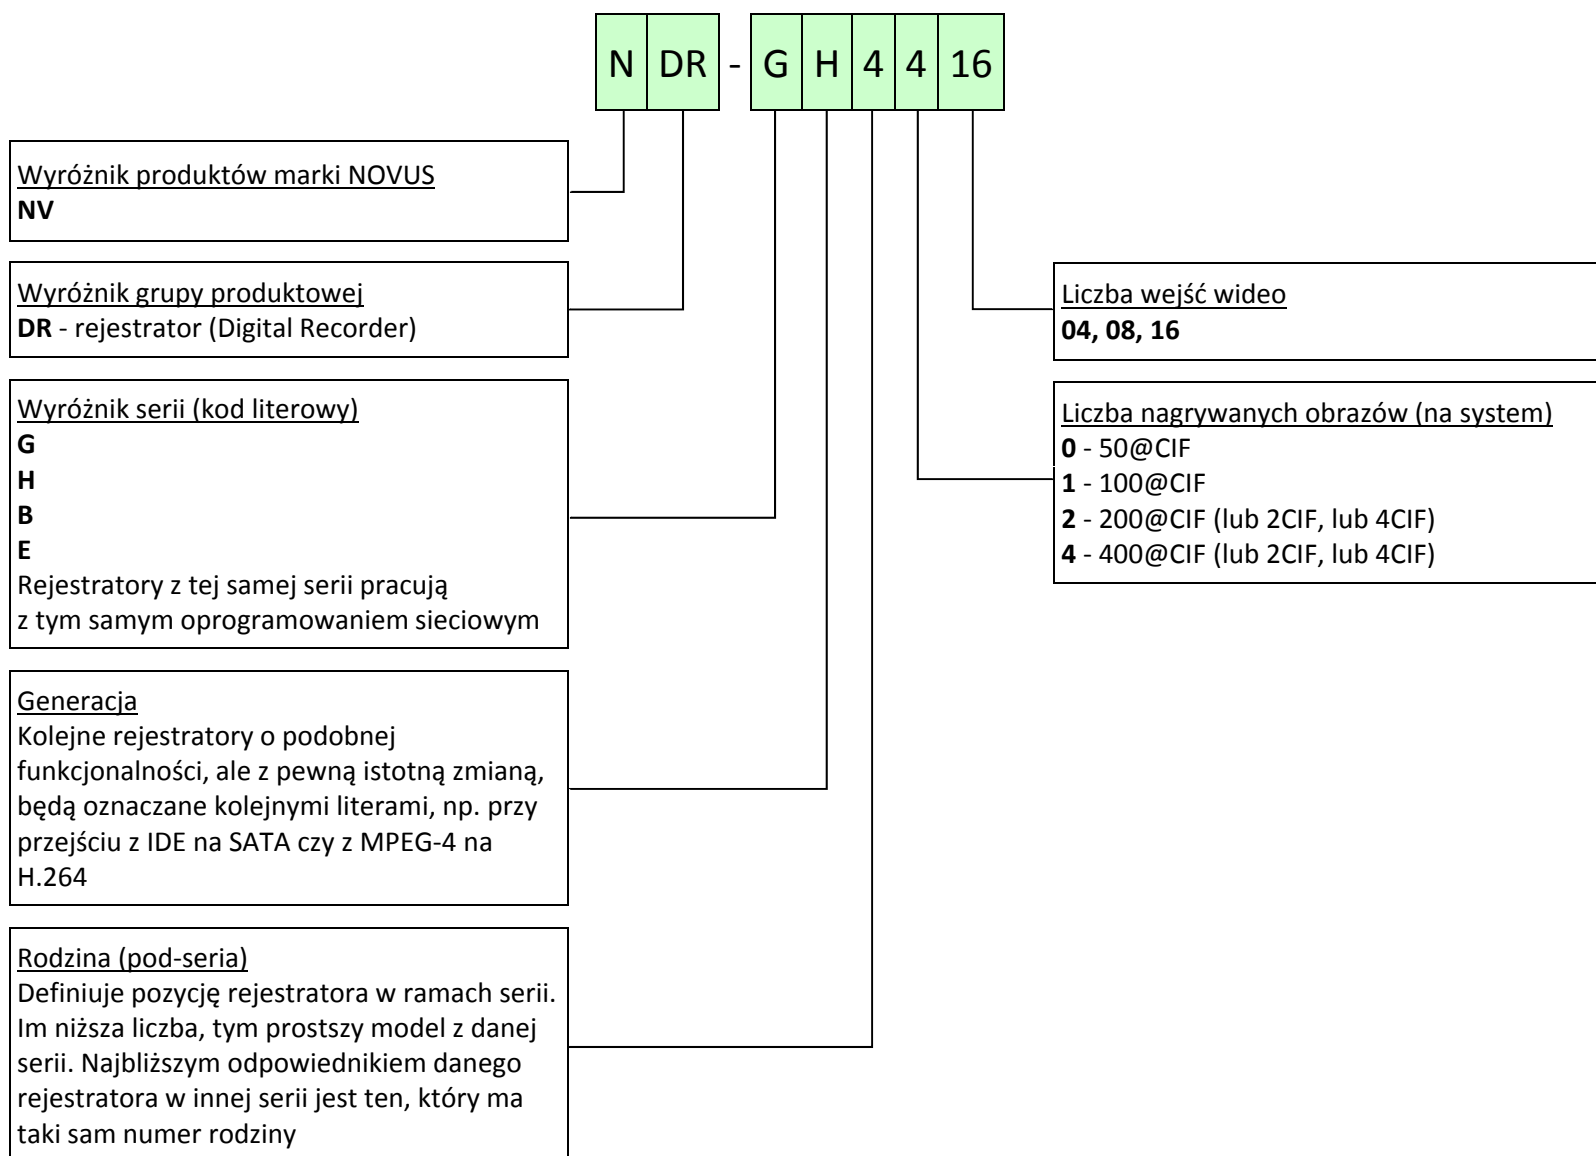 N DR - G H 4 4 16
Wyróżnik produktów marki NOVUS
NV
Wyróżnik grupy produktowej
DR - rejestrator (Digital Recorder)
Wyróżnik serii (kod literowy)
G
H
B
E
Rejestratory z tej samej serii pracują
z tym samym oprogramowaniem sieciowym
Generacja
Kolejne rejestratory o podobnej
funkcjonalności, ale z pewną istotną zmianą,
będą oznaczane kolejnymi literami, np. przy
przejściu z IDE na SATA czy z MPEG-4 na
H.264
Rodzina (pod-seria)
Definiuje pozycję rejestratora w ramach serii.
Im niższa liczba, tym prostszy model z danej
serii. Najbliższym odpowiednikiem danego
rejestratora w innej serii jest ten, który ma
taki sam numer rodziny
Liczba wejść wideo
04, 08, 16
Liczba nagrywanych obrazów (na system)
0 - 50@CIF
1 - 100@CIF
2 - 200@CIF (lub 2CIF, lub 4CIF)
4 - 400@CIF (lub 2CIF, lub 4CIF)